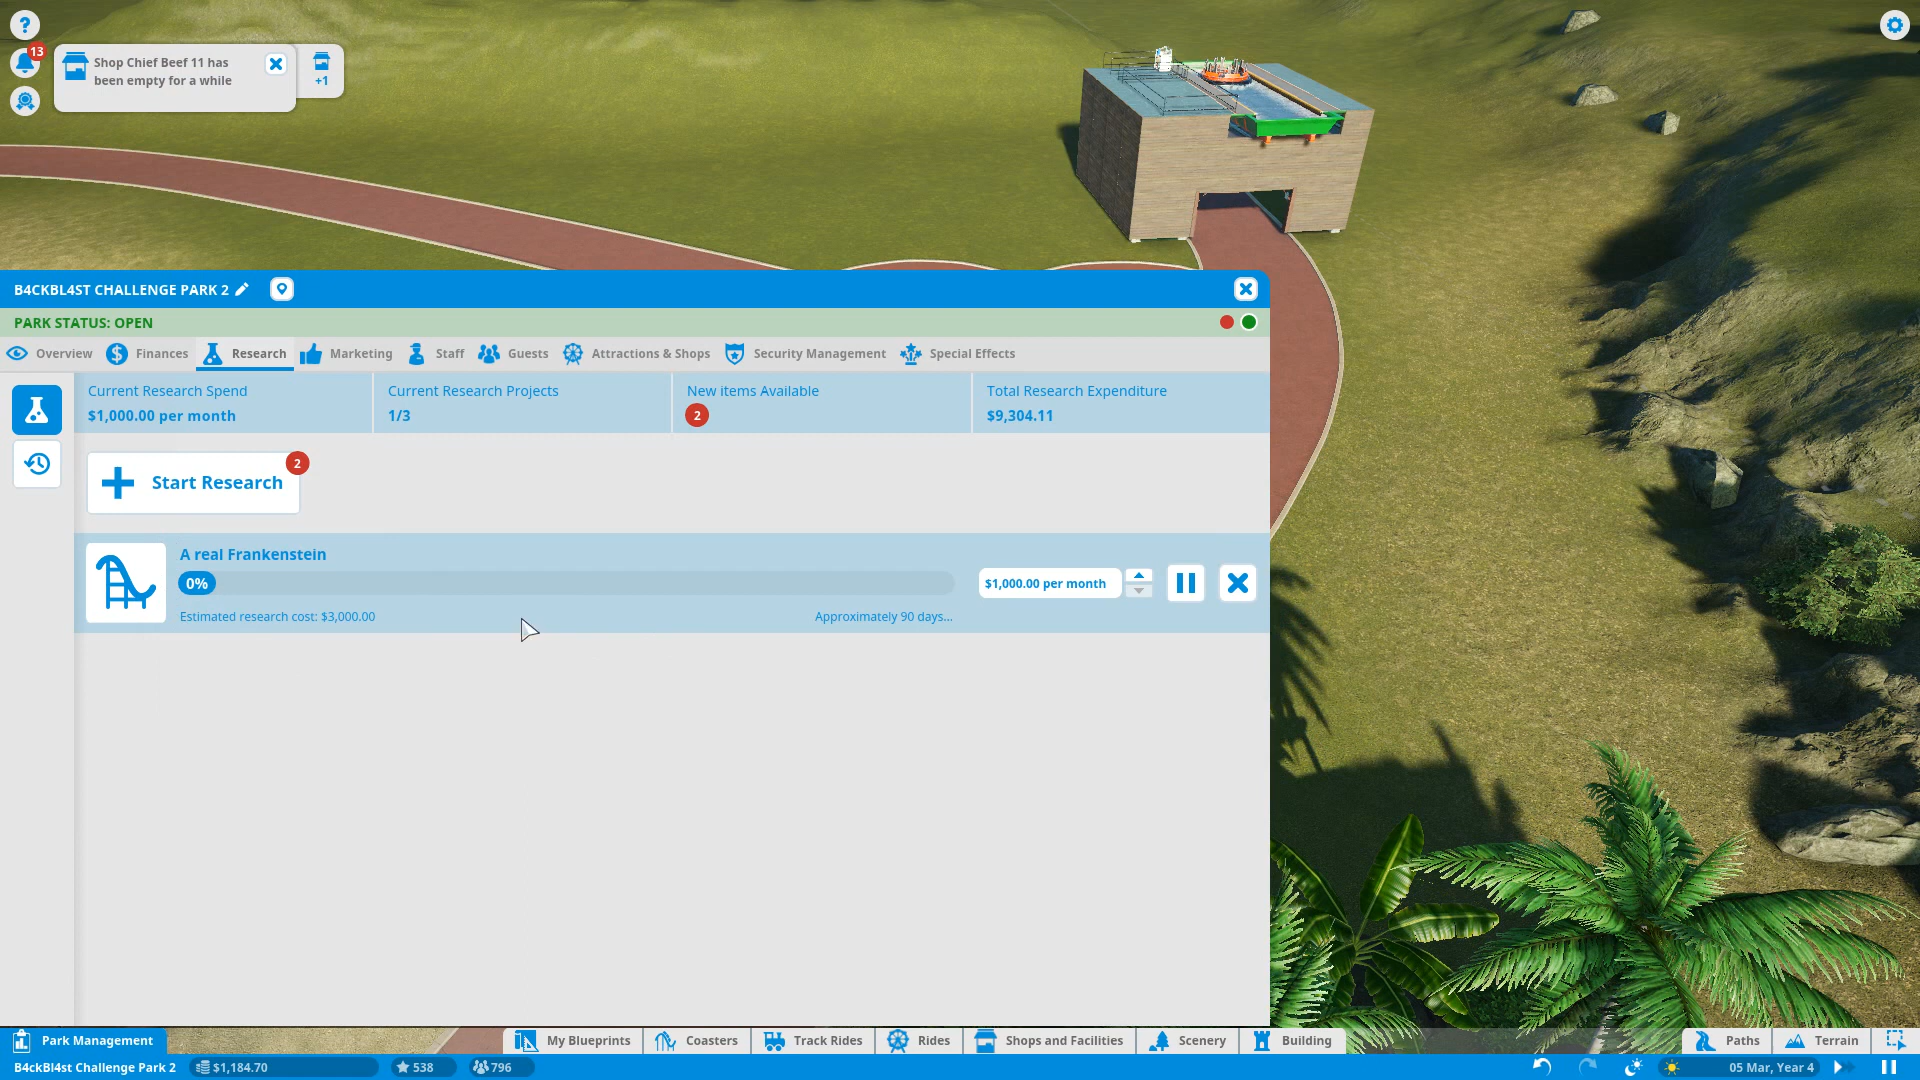 ?
13
Shop Chief Beef 11 has
been empty for a while
+1
B4CKBL4ST CHALLENGE PARK 2
PARK STATUS: OPEN
Overview
Finances
Research
Marketing
Staff
Guests
Attractions & Shops
Security Management
Special Effects
Current Research Spend
$1,000.00 per month
Current Research Projects
1/3
New items Available
2
Total Research Expenditure
$9,304.11
Start Research
2
A real Frankenstein
0%
$1,000.00 per month
Estimated research cost: $3,000.00
Approximately 90 days...
Park Management
My Blueprints
Coasters
Track Rides
Rides
Shops and Facilities
Scenery
Building
Paths
Terrain
B4ckBl4st Challenge Park 2
$1,184.70
538
796
05 Mar, Year 4